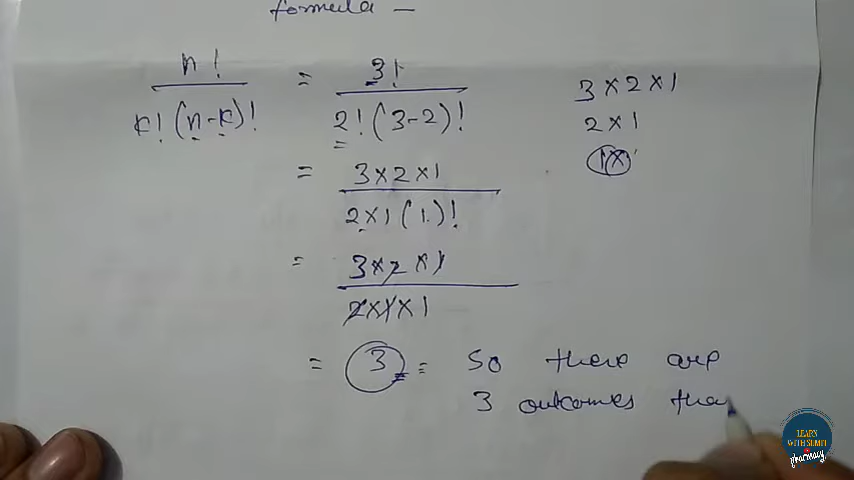 formula —
n! / k!(n-k)! = 3! / 2!(3-2)!
= 3×2×1 / 2×1(1)!
= 3×2×1 / 2×1×1
= 3 = So there are
3 outcomes tha
3×2×1
2×1
LEARN
WITH SUMIT
pharmacy